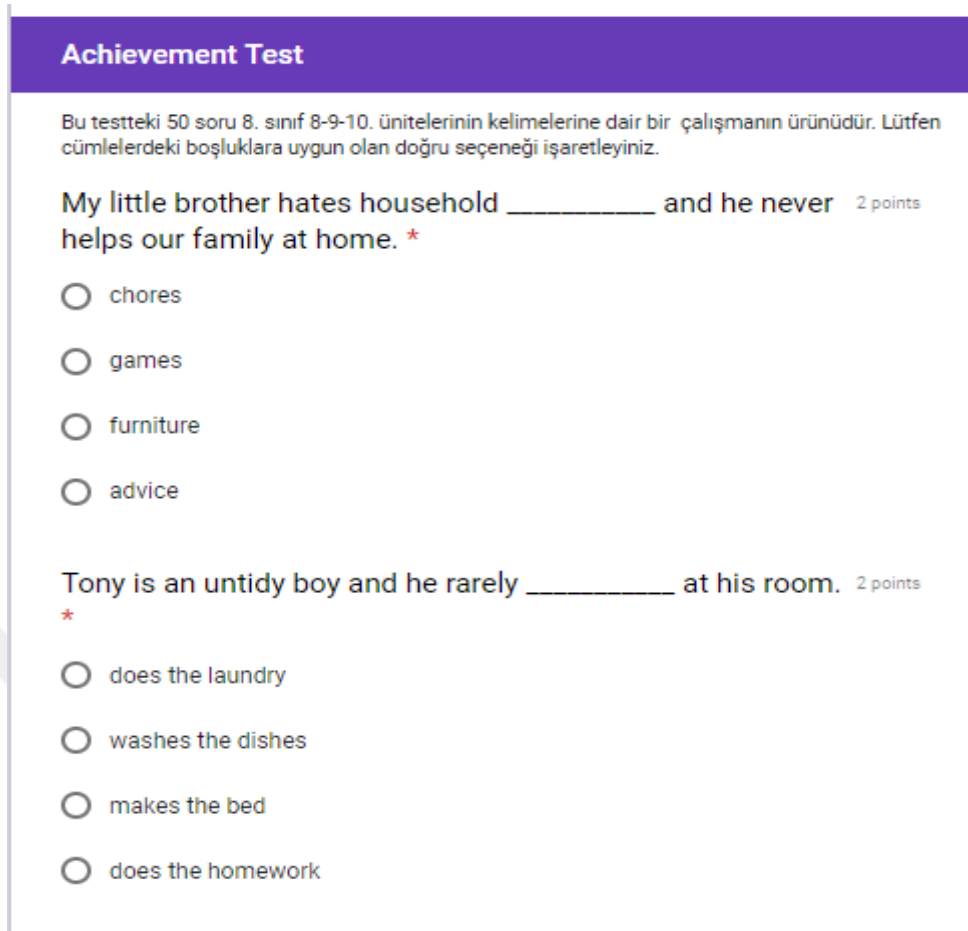 Achievement Test
Bu testteki 50 soru 8. sınıf 8-9-10. ünitelerinin kelimelerine dair bir çalışmanın ürünüdür. Lütfen
cümlelerdeki boşluklara uygun olan doğru seçeneği işaretleyiniz.
My little brother hates household ___________ and he never 2 points
helps our family at home. *
chores
games
furniture
advice
Tony is an untidy boy and he rarely ___________ at his room. 2 points
*
does the laundry
washes the dishes
makes the bed
does the homework